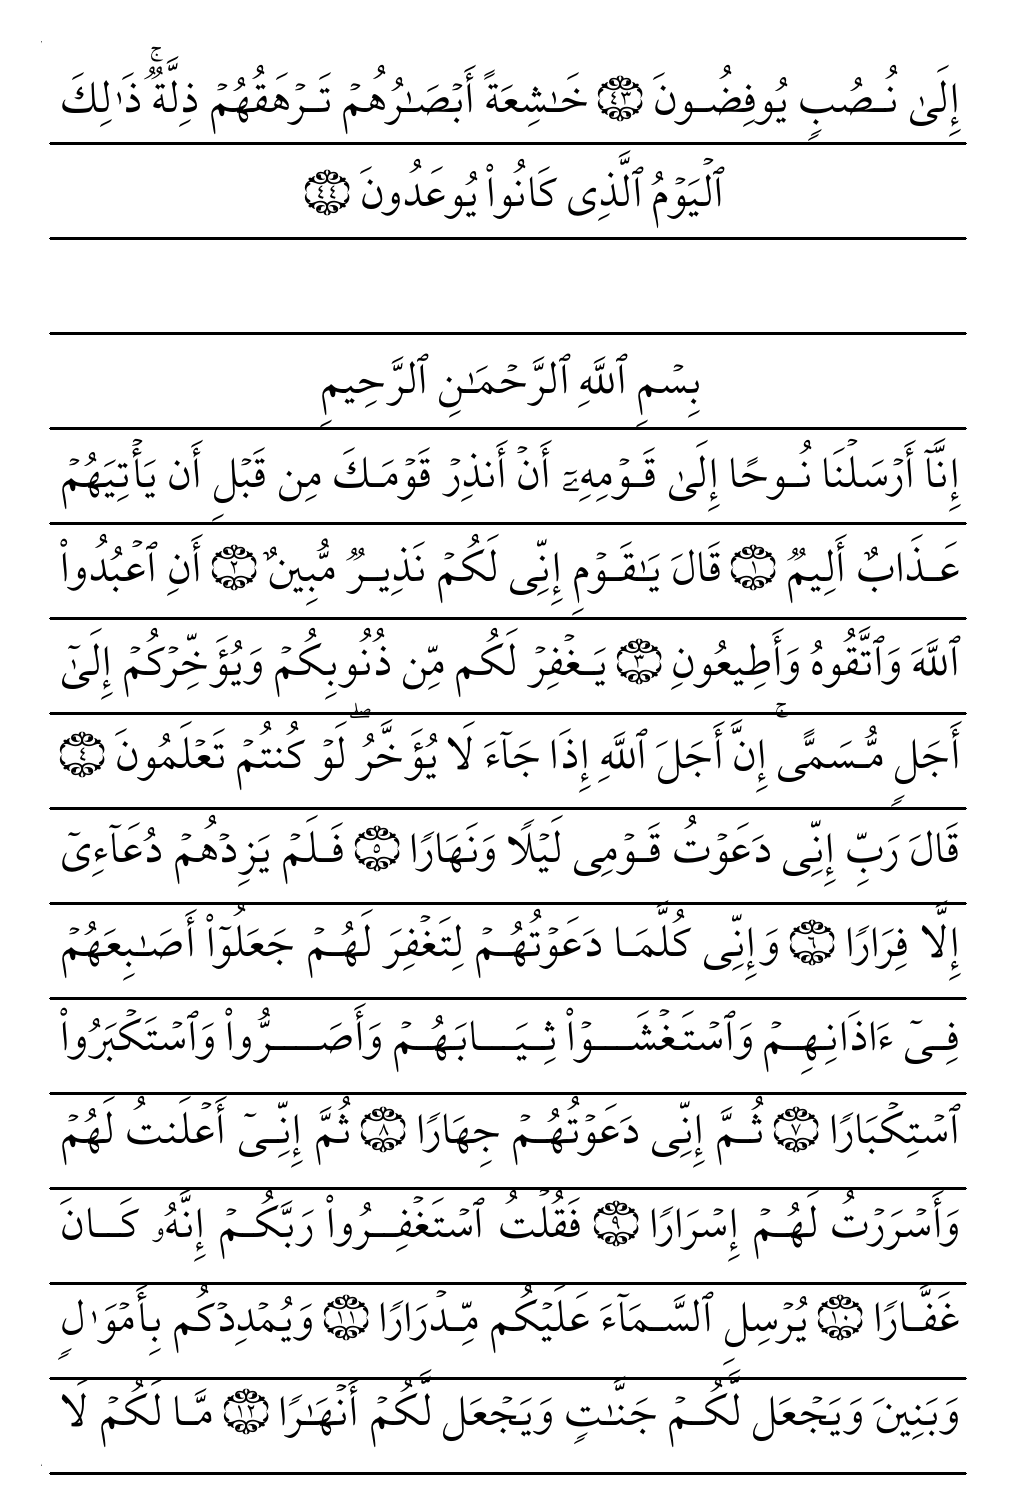 إِلَىٰ نُصُبٍ يُوفِضُونَ ٤٣ خَـٰشِعَةً أَبْصَـٰرُهُمْ تَرْهَقُهُمْ ذِلَّةٌ ۚ ذَٰلِكَ
ٱلْيَوْمُ ٱلَّذِى كَانُوا۟ يُوعَدُونَ ٤٤
بِسْمِ ٱللَّهِ ٱلرَّحْمَـٰنِ ٱلرَّحِيمِ
إِنَّآ أَرْسَلْنَا نُوحًا إِلَىٰ قَوْمِهِۦٓ أَنْ أَنذِرْ قَوْمَكَ مِن قَبْلِ أَن يَأْتِيَهُمْ
عَذَابٌ أَلِيمٌ ١ قَالَ يَـٰقَوْمِ إِنِّى لَكُمْ نَذِيرٌ مُّبِينٌ ٢ أَنِ ٱعْبُدُوا۟
ٱللَّهَ وَٱتَّقُوهُ وَأَطِيعُونِ ٣ يَغْفِرْ لَكُم مِّن ذُنُوبِكُمْ وَيُؤَخِّرْكُمْ إِلَىٰٓ
أَجَلٍ مُّسَمًّى ۚ إِنَّ أَجَلَ ٱللَّهِ إِذَا جَآءَ لَا يُؤَخَّرُ ۖ لَوْ كُنتُمْ تَعْلَمُونَ ٤
قَالَ رَبِّ إِنِّى دَعَوْتُ قَوْمِى لَيْلًا وَنَهَارًا ٥ فَلَمْ يَزِدْهُمْ دُعَآءِىٓ
إِلَّا فِرَارًا ٦ وَإِنِّى كُلَّمَا دَعَوْتُهُمْ لِتَغْفِرَ لَهُمْ جَعَلُوٓا۟ أَصَـٰبِعَهُمْ
فِىٓ ءَاذَانِهِمْ وَٱسْتَغْشَوْا۟ ثِيَابَهُمْ وَأَصَرُّوا۟ وَٱسْتَكْبَرُوا۟
ٱسْتِكْبَارًا ٧ ثُمَّ إِنِّى دَعَوْتُهُمْ جِهَارًا ٨ ثُمَّ إِنِّىٓ أَعْلَنتُ لَهُمْ
وَأَسْرَرْتُ لَهُمْ إِسْرَارًا ٩ فَقُلْتُ ٱسْتَغْفِرُوا۟ رَبَّكُمْ إِنَّهُۥ كَانَ
غَفَّارًا ١٠ يُرْسِلِ ٱلسَّمَآءَ عَلَيْكُم مِّدْرَارًا ١١ وَيُمْدِدْكُم بِأَمْوَٰلٍ
وَبَنِينَ وَيَجْعَل لَّكُمْ جَنَّـٰتٍ وَيَجْعَل لَّكُمْ أَنْهَـٰرًا ١٢ مَّا لَكُمْ لَا